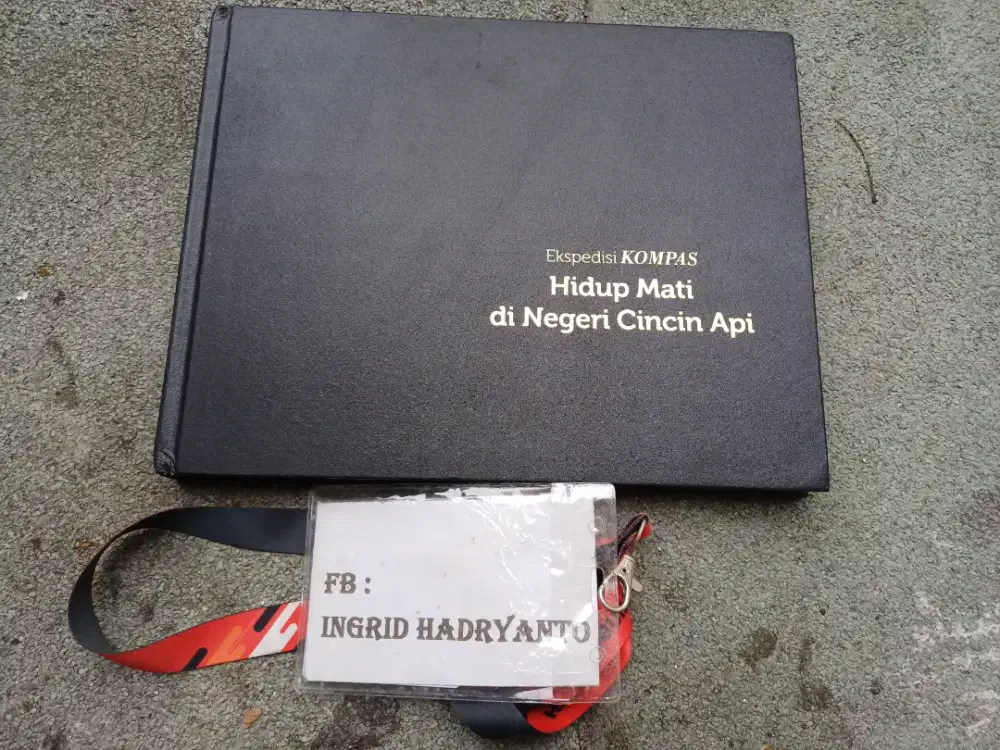 Ekspedisi KOMPAS
Hidup Mati
di Negeri Cincin Api
FB :
INGRID HADRYANTO